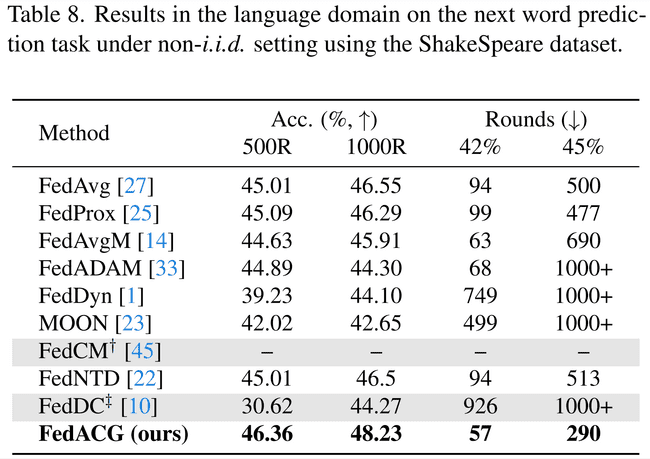 Table 8. Results in the language domain on the next word predic-
tion task under non-i.i.d. setting using the ShakeSpeare dataset.
Method Acc. (%, ↑) Rounds (↓)
500R 1000R 42% 45%
FedAvg [27] 45.01 46.55 94 500
FedProx [25] 45.09 46.29 99 477
FedAvgM [14] 44.63 45.91 63 690
FedADAM [33] 44.89 44.30 68 1000+
FedDyn [1] 39.23 44.10 749 1000+
MOON [23] 42.02 42.65 499 1000+
FedCM† [45] – – – –
FedNTD [22] 45.01 46.5 94 513
FedDC‡ [10] 30.62 44.27 926 1000+
FedACG (ours) 46.36 48.23 57 290